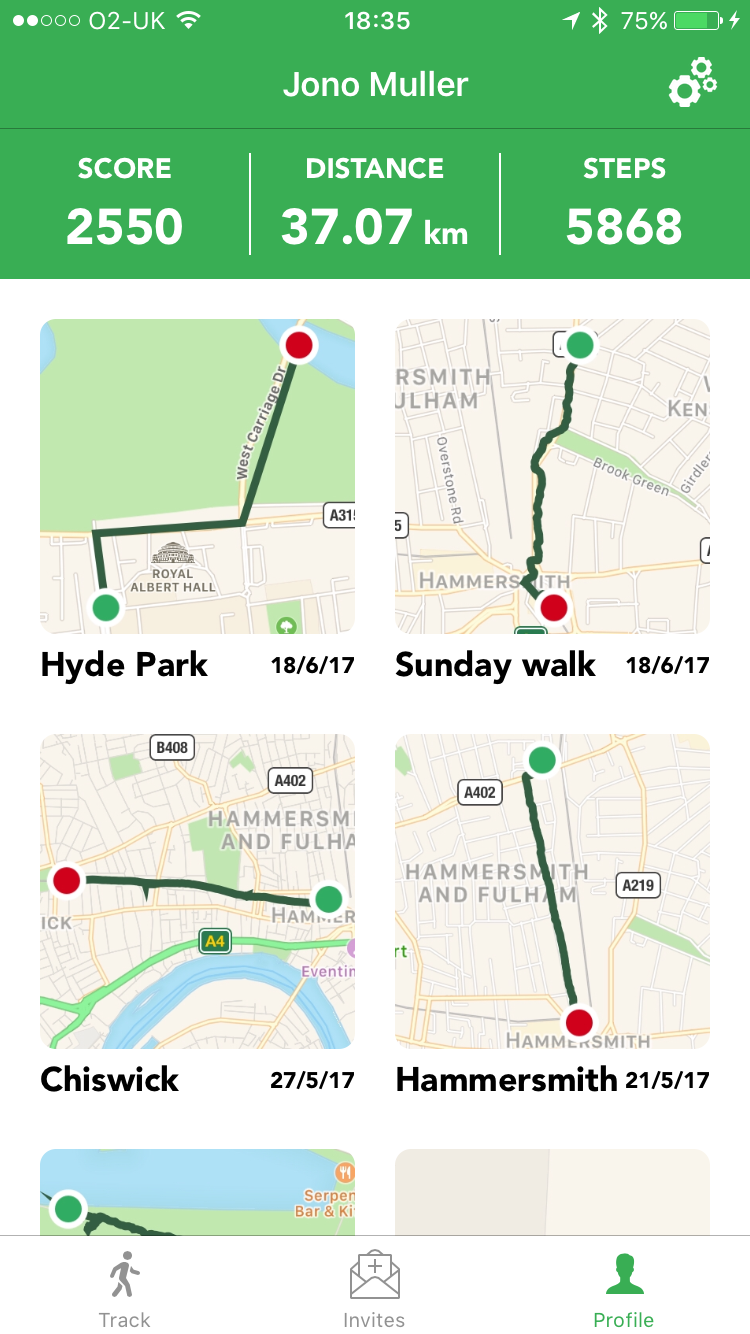 O2-UK 18:35 75%
Jono Muller
SCORE DISTANCE STEPS
2550 37.07 km 5868
West Carriage Dr
A315
ROYAL
ALBERT HALL
RSMITH
ULHAM
KEN
Overstone Rd
Brook Green
Girdler
5
HAMMERSMITH
Hyde Park 18/6/17
Sunday walk 18/6/17
B408
A402
HAMMERSM
AND FULHA
ICK
HAMMER
A4
Eventin
A402
HAMMERSMITH
AND FULHAM
A219
rt
HAMMERSMITH
Chiswick 27/5/17
Hammersmith 21/5/17
Serpen
Bar & Ki
Track Invites Profile